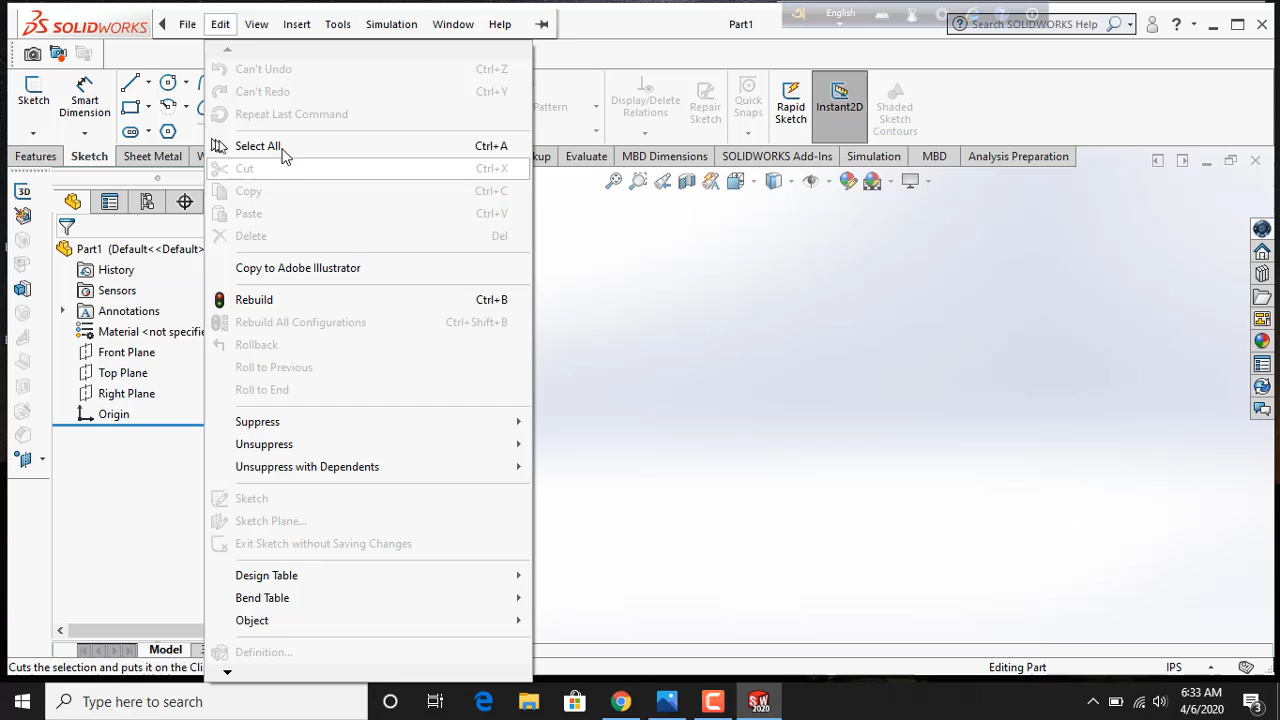 SOLIDWORKS File Edit View Insert Tools Simulation Window Help Part1 English Search SOLIDWORKS Help ?
Sketch Smart Dimension Pattern Display/Delete Relations Repair Sketch Quick Snaps Rapid Sketch Instant2D Shaded Sketch Contours
Features Sketch Sheet Metal Evaluate MBD Dimensions SOLIDWORKS Add-Ins Simulation MBD Analysis Preparation
Part1 (Default<<Default>
History
Sensors
Annotations
Material <not specifie
Front Plane
Top Plane
Right Plane
Origin
Can't Undo Ctrl+Z
Can't Redo Ctrl+Y
Repeat Last Command
Select All Ctrl+A
Cut Ctrl+X
Copy Ctrl+C
Paste Ctrl+V
Delete Del
Copy to Adobe Illustrator
Rebuild Ctrl+B
Rebuild All Configurations Ctrl+Shift+B
Rollback
Roll to Previous
Roll to End
Suppress
Unsuppress
Unsuppress with Dependents
Sketch
Sketch Plane...
Exit Sketch without Saving Changes
Design Table
Bend Table
Object
Definition...
Model
Cuts the selection and puts it on the Cli Editing Part IPS
Type here to search SW 2020 6:33 AM
4/6/2020 3